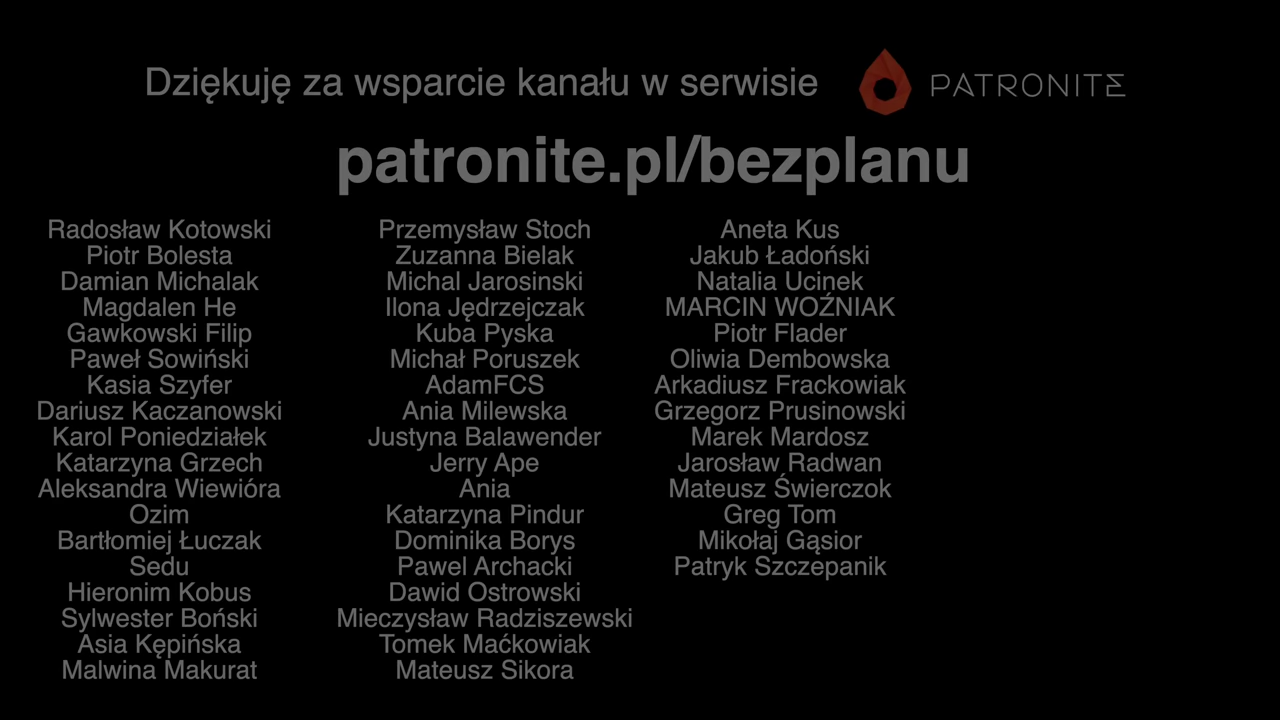 Dziękuję za wsparcie kanału w serwisie PATRONITE
patronite.pl/bezplanu
Radosław Kotowski
Piotr Bolesta
Damian Michalak
Magdalen He
Gawkowski Filip
Paweł Sowiński
Kasia Szyfer
Dariusz Kaczanowski
Karol Poniedziałek
Katarzyna Grzech
Aleksandra Wiewióra
Ozim
Bartłomiej Łuczak
Sedu
Hieronim Kobus
Sylwester Boński
Asia Kępińska
Malwina Makurat
Przemysław Stoch
Zuzanna Bielak
Michal Jarosinski
Ilona Jędrzejczak
Kuba Pyska
Michał Poruszek
AdamFCS
Ania Milewska
Justyna Balawender
Jerry Ape
Ania
Katarzyna Pindur
Dominika Borys
Pawel Archacki
Dawid Ostrowski
Mieczysław Radziszewski
Tomek Maćkowiak
Mateusz Sikora
Aneta Kus
Jakub Ładoński
Natalia Ucinek
MARCIN WOŹNIAK
Piotr Flader
Oliwia Dembowska
Arkadiusz Frackowiak
Grzegorz Prusinowski
Marek Mardosz
Jarosław Radwan
Mateusz Świerczok
Greg Tom
Mikołaj Gąsior
Patryk Szczepanik